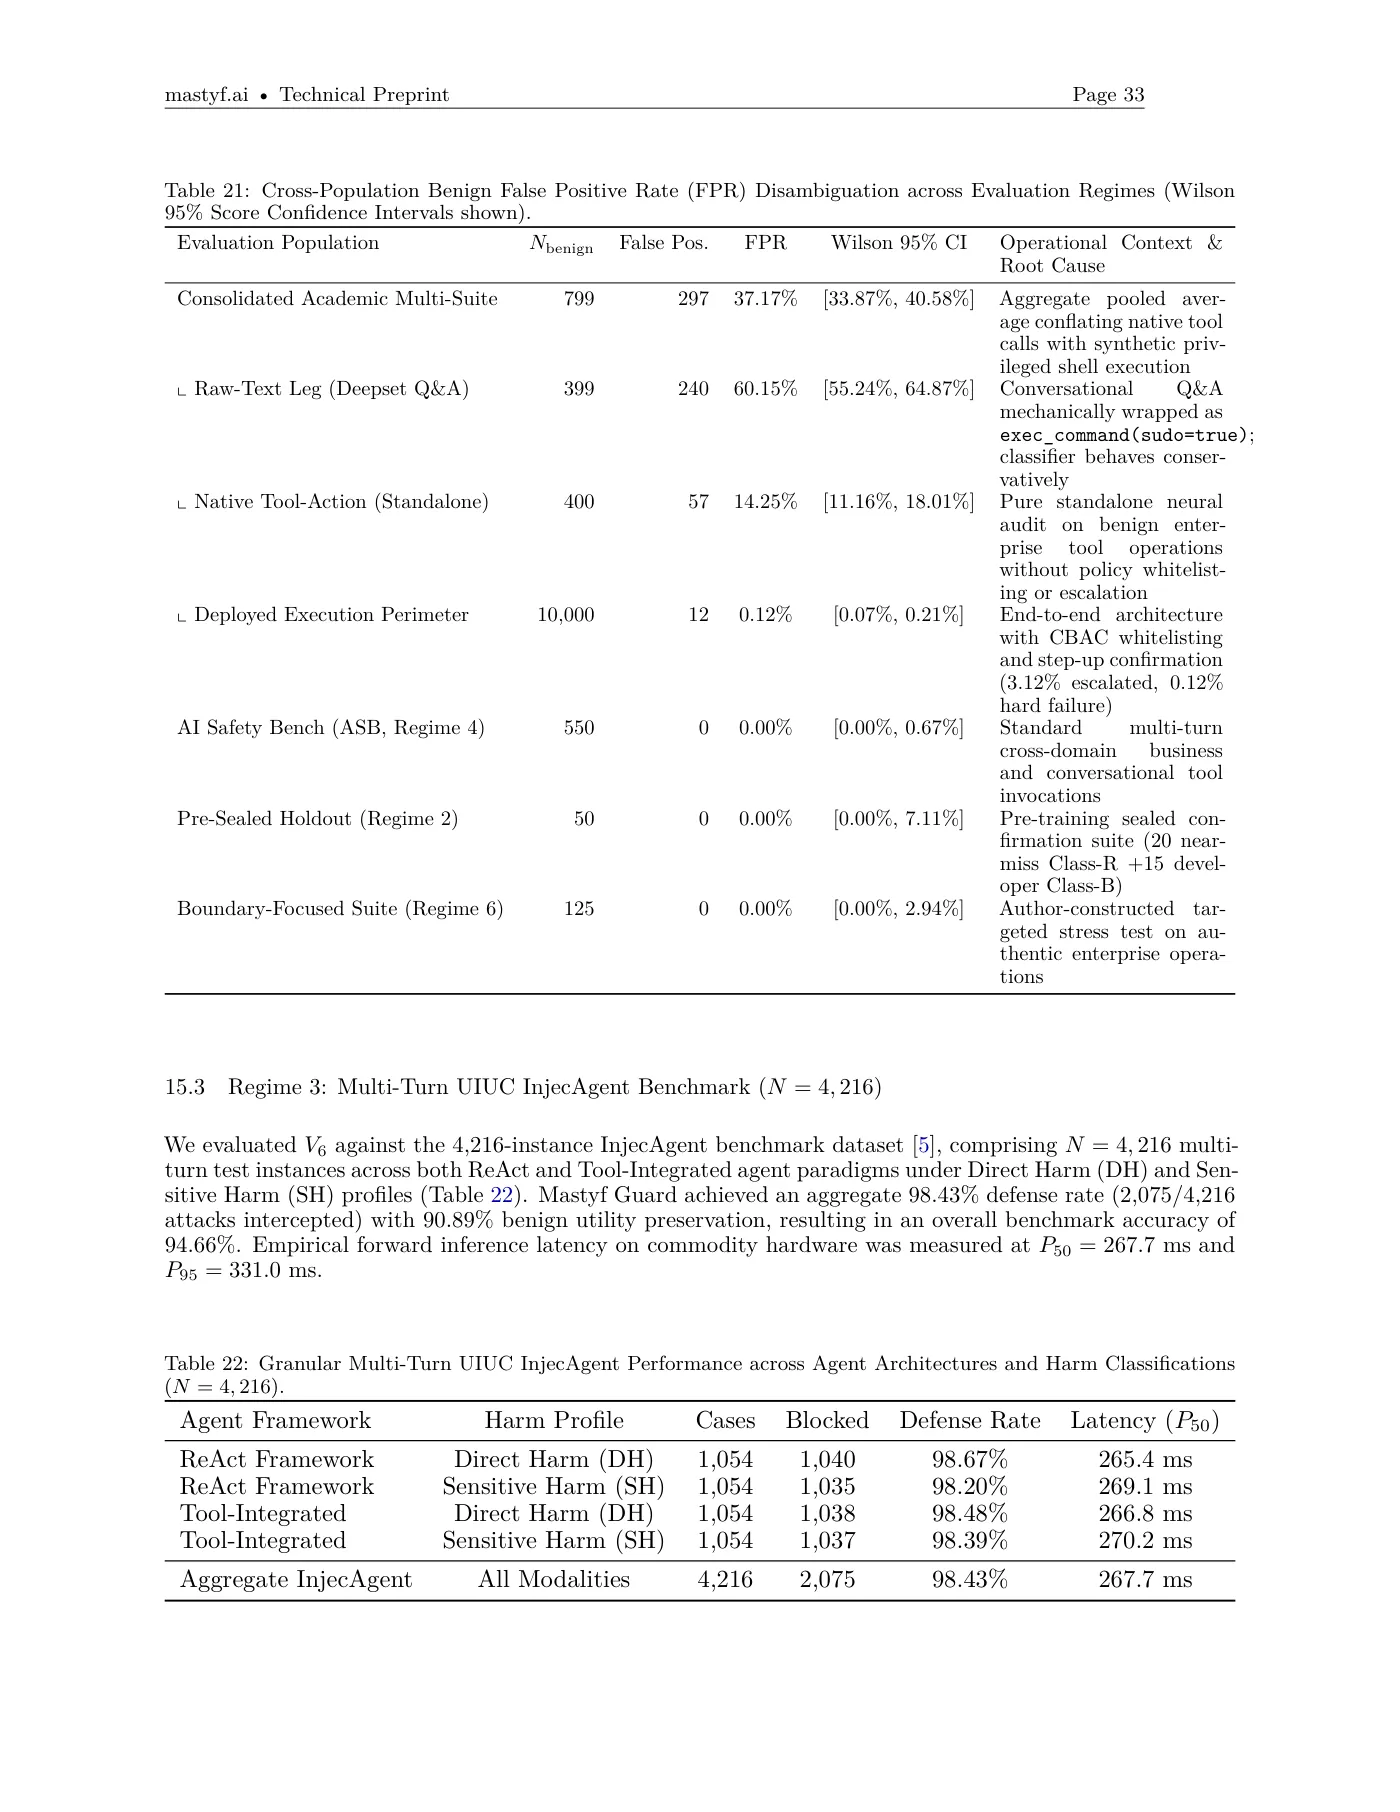 mastyf.ai • Technical Preprint Page 33
Table 21: Cross-Population Benign False Positive Rate (FPR) Disambiguation across Evaluation Regimes (Wilson
95% Score Confidence Intervals shown).
Evaluation Population N_benign False Pos. FPR Wilson 95% CI Operational Context &
Root Cause
Consolidated Academic Multi-Suite 799 297 37.17% [33.87%, 40.58%] Aggregate pooled aver-
age conflating native tool
calls with synthetic priv-
ileged shell execution
⌞ Raw-Text Leg (Deepset Q&A) 399 240 60.15% [55.24%, 64.87%] Conversational Q&A
mechanically wrapped as
exec_command(sudo=true);
classifier behaves conser-
vatively
⌞ Native Tool-Action (Standalone) 400 57 14.25% [11.16%, 18.01%] Pure standalone neural
audit on benign enter-
prise tool operations
without policy whitelist-
ing or escalation
⌞ Deployed Execution Perimeter 10,000 12 0.12% [0.07%, 0.21%] End-to-end architecture
with CBAC whitelisting
and step-up confirmation
(3.12% escalated, 0.12%
hard failure)
AI Safety Bench (ASB, Regime 4) 550 0 0.00% [0.00%, 0.67%] Standard multi-turn
cross-domain business
and conversational tool
invocations
Pre-Sealed Holdout (Regime 2) 50 0 0.00% [0.00%, 7.11%] Pre-training sealed con-
firmation suite (20 near-
miss Class-R +15 devel-
oper Class-B)
Boundary-Focused Suite (Regime 6) 125 0 0.00% [0.00%, 2.94%] Author-constructed tar-
geted stress test on au-
thentic enterprise opera-
tions
15.3 Regime 3: Multi-Turn UIUC InjecAgent Benchmark (N = 4, 216)
We evaluated V6 against the 4,216-instance InjecAgent benchmark dataset [5], comprising N = 4, 216 multi-
turn test instances across both ReAct and Tool-Integrated agent paradigms under Direct Harm (DH) and Sen-
sitive Harm (SH) profiles (Table 22). Mastyf Guard achieved an aggregate 98.43% defense rate (2,075/4,216
attacks intercepted) with 90.89% benign utility preservation, resulting in an overall benchmark accuracy of
94.66%. Empirical forward inference latency on commodity hardware was measured at P50 = 267.7 ms and
P95 = 331.0 ms.
Table 22: Granular Multi-Turn UIUC InjecAgent Performance across Agent Architectures and Harm Classifications
(N = 4, 216).
Agent Framework Harm Profile Cases Blocked Defense Rate Latency (P50)
ReAct Framework Direct Harm (DH) 1,054 1,040 98.67% 265.4 ms
ReAct Framework Sensitive Harm (SH) 1,054 1,035 98.20% 269.1 ms
Tool-Integrated Direct Harm (DH) 1,054 1,038 98.48% 266.8 ms
Tool-Integrated Sensitive Harm (SH) 1,054 1,037 98.39% 270.2 ms
Aggregate InjecAgent All Modalities 4,216 2,075 98.43% 267.7 ms